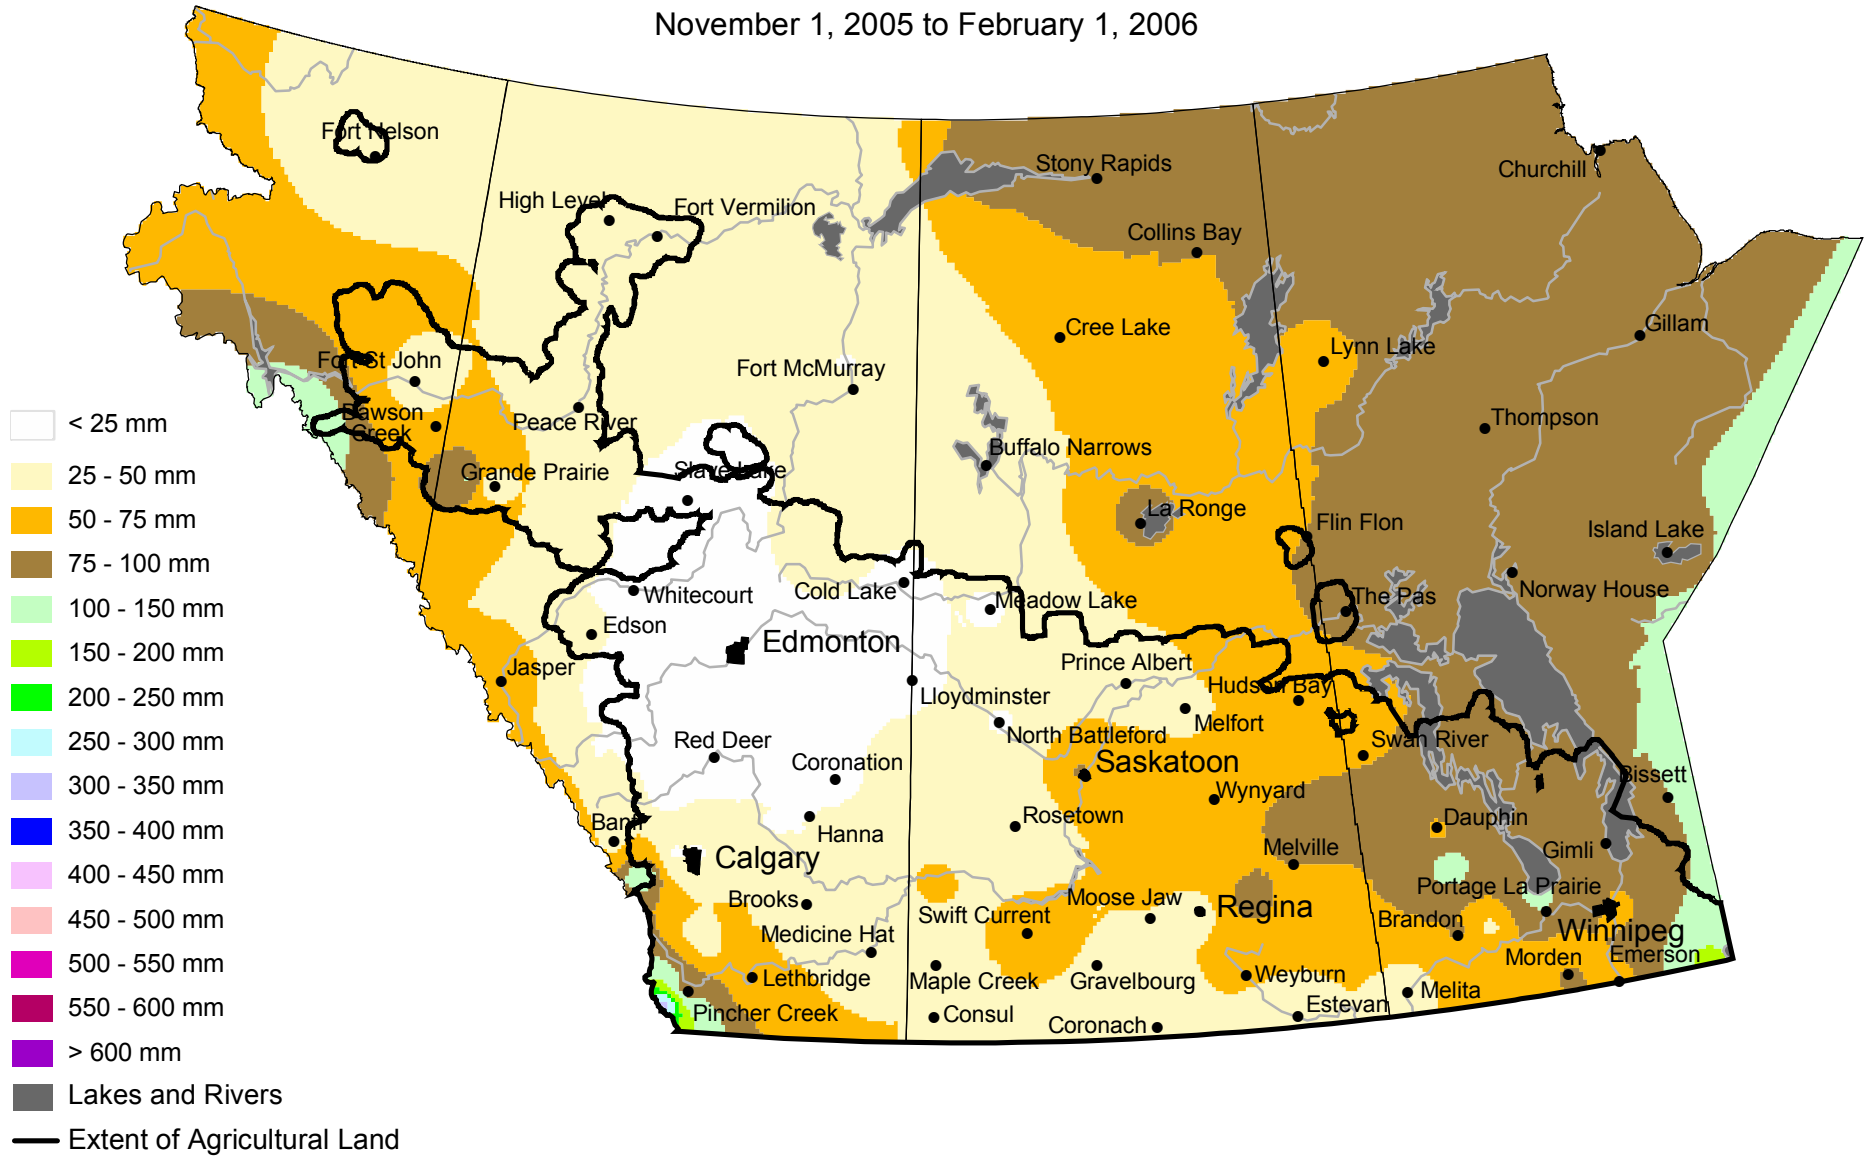 November 1, 2005 to February 1, 2006
Fort Nelson
Churchill
Stony Rapids
High Level
Fort Vermilion
Collins Bay
Cree Lake
Gillam
Lynn Lake
Fort St John
Fort McMurray
Dawson
Creek
Peace River
Thompson
Buffalo Narrows
Grande Prairie
Slave Lake
La Ronge
Flin Flon
Island Lake
Whitecourt
Cold Lake
Meadow Lake
The Pas
Norway House
Edson
Edmonton
Jasper
Prince Albert
Lloydminster
Hudson Bay
Melfort
North Battleford
Red Deer
Coronation
Saskatoon
Swan River
Bissett
Wynyard
Rosetown
Dauphin
Banff
Hanna
Calgary
Melville
Gimli
Brooks
Moose Jaw
Portage La Prairie
Swift Current
Regina
Brandon
Medicine Hat
Winnipeg
Lethbridge
Maple Creek
Gravelbourg
Weyburn
Morden
Emerson
Pincher Creek
Consul
Coronach
Estevan
Melita
< 25 mm
25 - 50 mm
50 - 75 mm
75 - 100 mm
100 - 150 mm
150 - 200 mm
200 - 250 mm
250 - 300 mm
300 - 350 mm
350 - 400 mm
400 - 450 mm
450 - 500 mm
500 - 550 mm
550 - 600 mm
> 600 mm
Lakes and Rivers
Extent of Agricultural Land